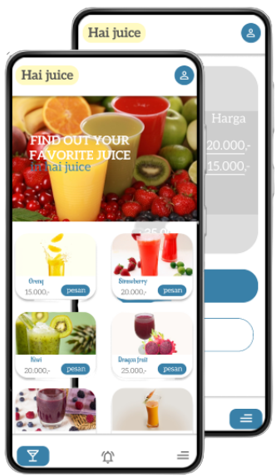 Hai juice
Harga
20.000,-
15.000,-
Hai juice
FIND OUT YOUR
FAVORITE JUICE
In hai juice
Orang
15.000,-
pesan
Strawberry
20.000,-
pesan
Kiwi
20.000,-
pesan
Dragon fruit
25.000,-
pesan